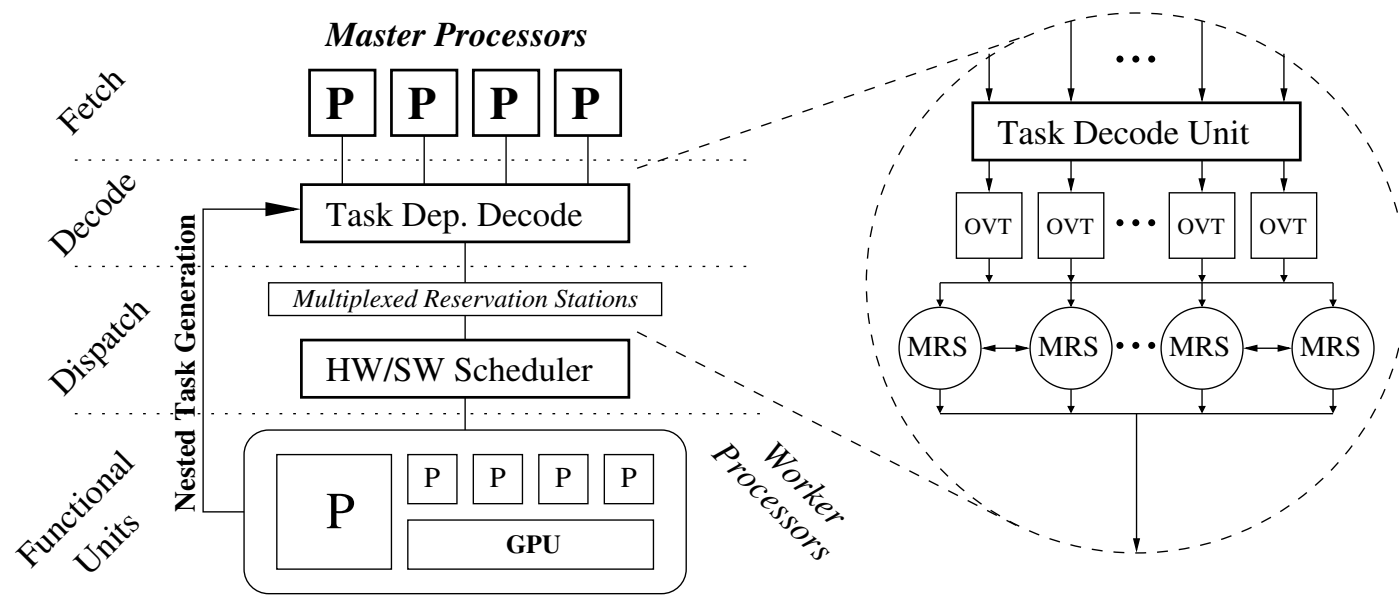 Master Processors
P P P P
Fetch
Task Dep. Decode
Decode
Multiplexed Reservation Stations
HW/SW Scheduler
Dispatch
Nested Task Generation
P
P P P P
GPU
Functional
Units
Worker
Processors
•••
Task Decode Unit
OVT OVT ••• OVT OVT
MRS MRS ••• MRS MRS